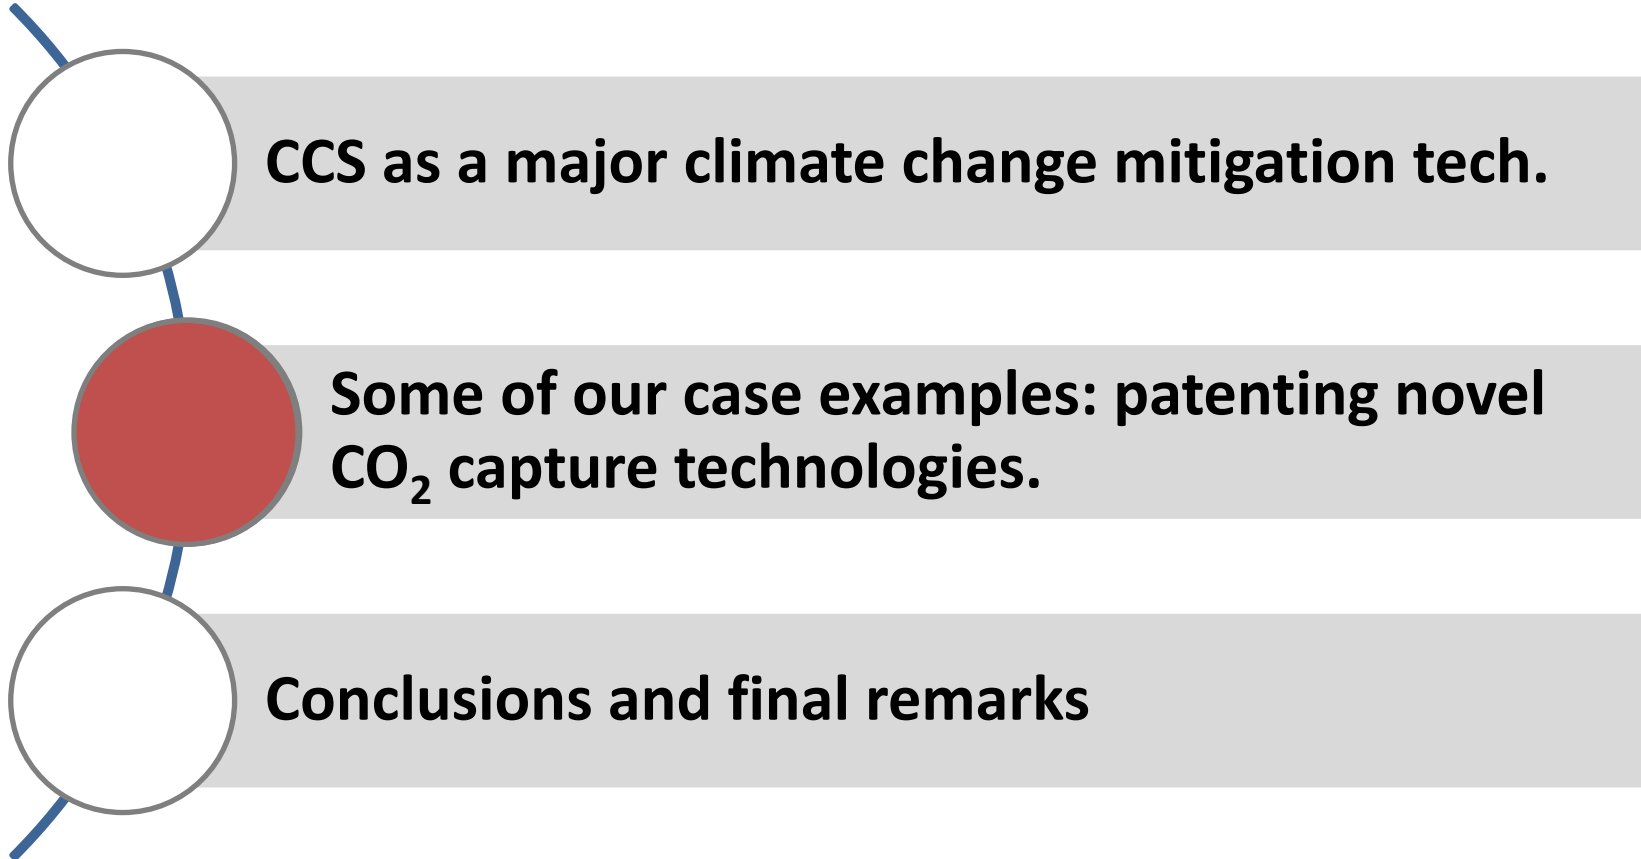 CCS as a major climate change mitigation tech.
Some of our case examples: patenting novel
CO₂ capture technologies.
Conclusions and final remarks